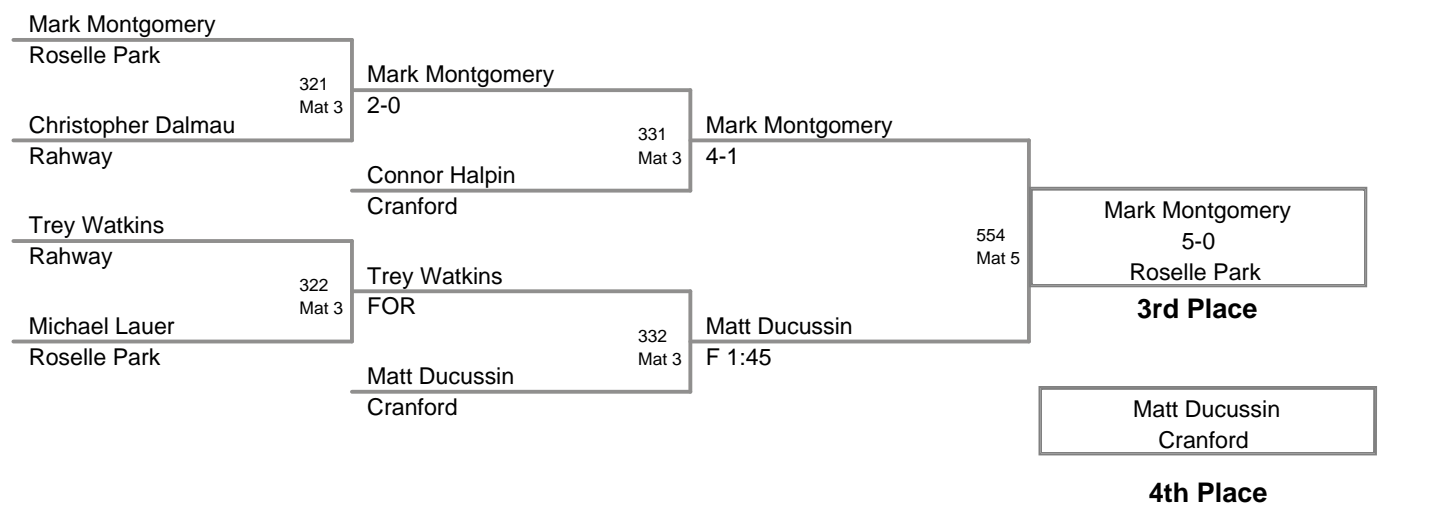 Mark Montgomery
Roselle Park
321
Mat 3
Christopher Dalmau
Rahway
Mark Montgomery
2-0
331
Mat 3
Connor Halpin
Cranford
Mark Montgomery
4-1
Trey Watkins
Rahway
322
Mat 3
Michael Lauer
Roselle Park
Trey Watkins
FOR
332
Mat 3
Matt Ducussin
Cranford
Matt Ducussin
F 1:45
554
Mat 5
Mark Montgomery
5-0
Roselle Park
3rd Place
Matt Ducussin
Cranford
4th Place